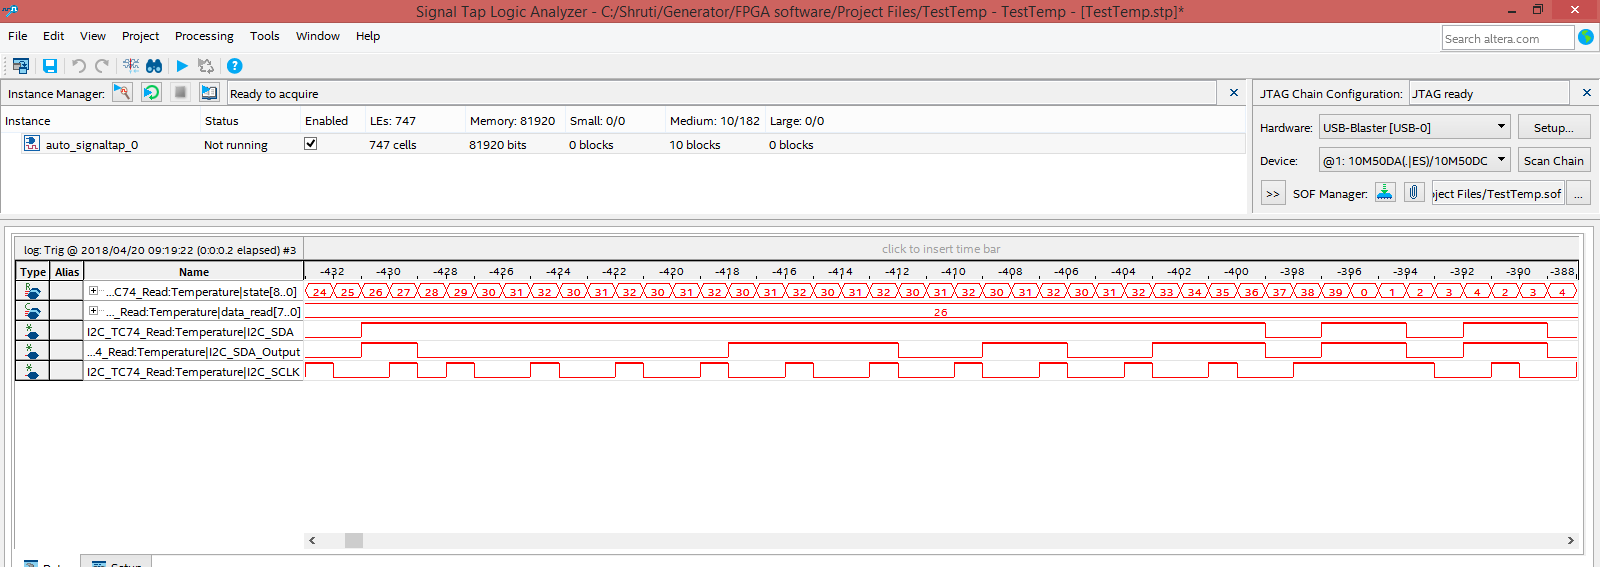 Signal Tap Logic Analyzer - C:/Shruti/Generator/FPGA software/Project Files/TestTemp - TestTemp - [TestTemp.stp]*
File Edit View Project Processing Tools Window Help
Search altera.com
Instance Manager: Ready to acquire
JTAG Chain Configuration: JTAG ready
Instance Status Enabled LEs: 747 Memory: 81920 Small: 0/0 Medium: 10/182 Large: 0/0
auto_signaltap_0 Not running 747 cells 81920 bits 0 blocks 10 blocks 0 blocks
Hardware: USB-Blaster [USB-0] Setup...
Device: @1: 10M50DA(.|ES)/10M50DC Scan Chain
>> SOF Manager: ject Files/TestTemp.sof ...
log: Trig @ 2018/04/20 09:19:22 (0:0:0.2 elapsed) #3 click to insert time bar
Type Alias Name -432 -430 -428 -426 -424 -422 -420 -418 -416 -414 -412 -410 -408 -406 -404 -402 -400 -398 -396 -394 -392 -390 -388
R ...C74_Read:Temperature|state[8..0] 24 25 26 27 28 29 30 31 32 30 31 32 30 31 32 30 31 32 30 31 32 30 31 32 30 31 32 30 31 32 33 34 35 36 37 38 39 0 1 2 3 4 2 3 4
C ..._Read:Temperature|data_read[7..0] 26
* I2C_TC74_Read:Temperature|I2C_SDA
* ...4_Read:Temperature|I2C_SDA_Output
* I2C_TC74_Read:Temperature|I2C_SCLK